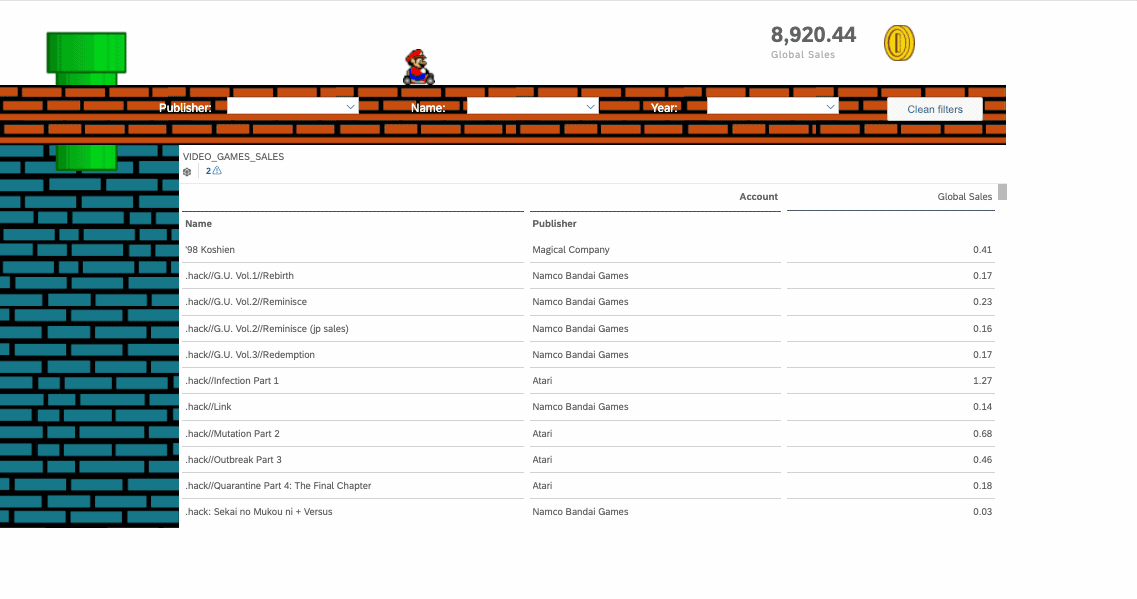 8,920.44
Global Sales
Publisher: Name: Year: Clean filters
VIDEO_GAMES_SALES
2
Account Global Sales
Name Publisher
'98 Koshien Magical Company 0.41
.hack//G.U. Vol.1//Rebirth Namco Bandai Games 0.17
.hack//G.U. Vol.2//Reminisce Namco Bandai Games 0.23
.hack//G.U. Vol.2//Reminisce (jp sales) Namco Bandai Games 0.16
.hack//G.U. Vol.3//Redemption Namco Bandai Games 0.17
.hack//Infection Part 1 Atari 1.27
.hack//Link Namco Bandai Games 0.14
.hack//Mutation Part 2 Atari 0.68
.hack//Outbreak Part 3 Atari 0.46
.hack//Quarantine Part 4: The Final Chapter Atari 0.18
.hack: Sekai no Mukou ni + Versus Namco Bandai Games 0.03